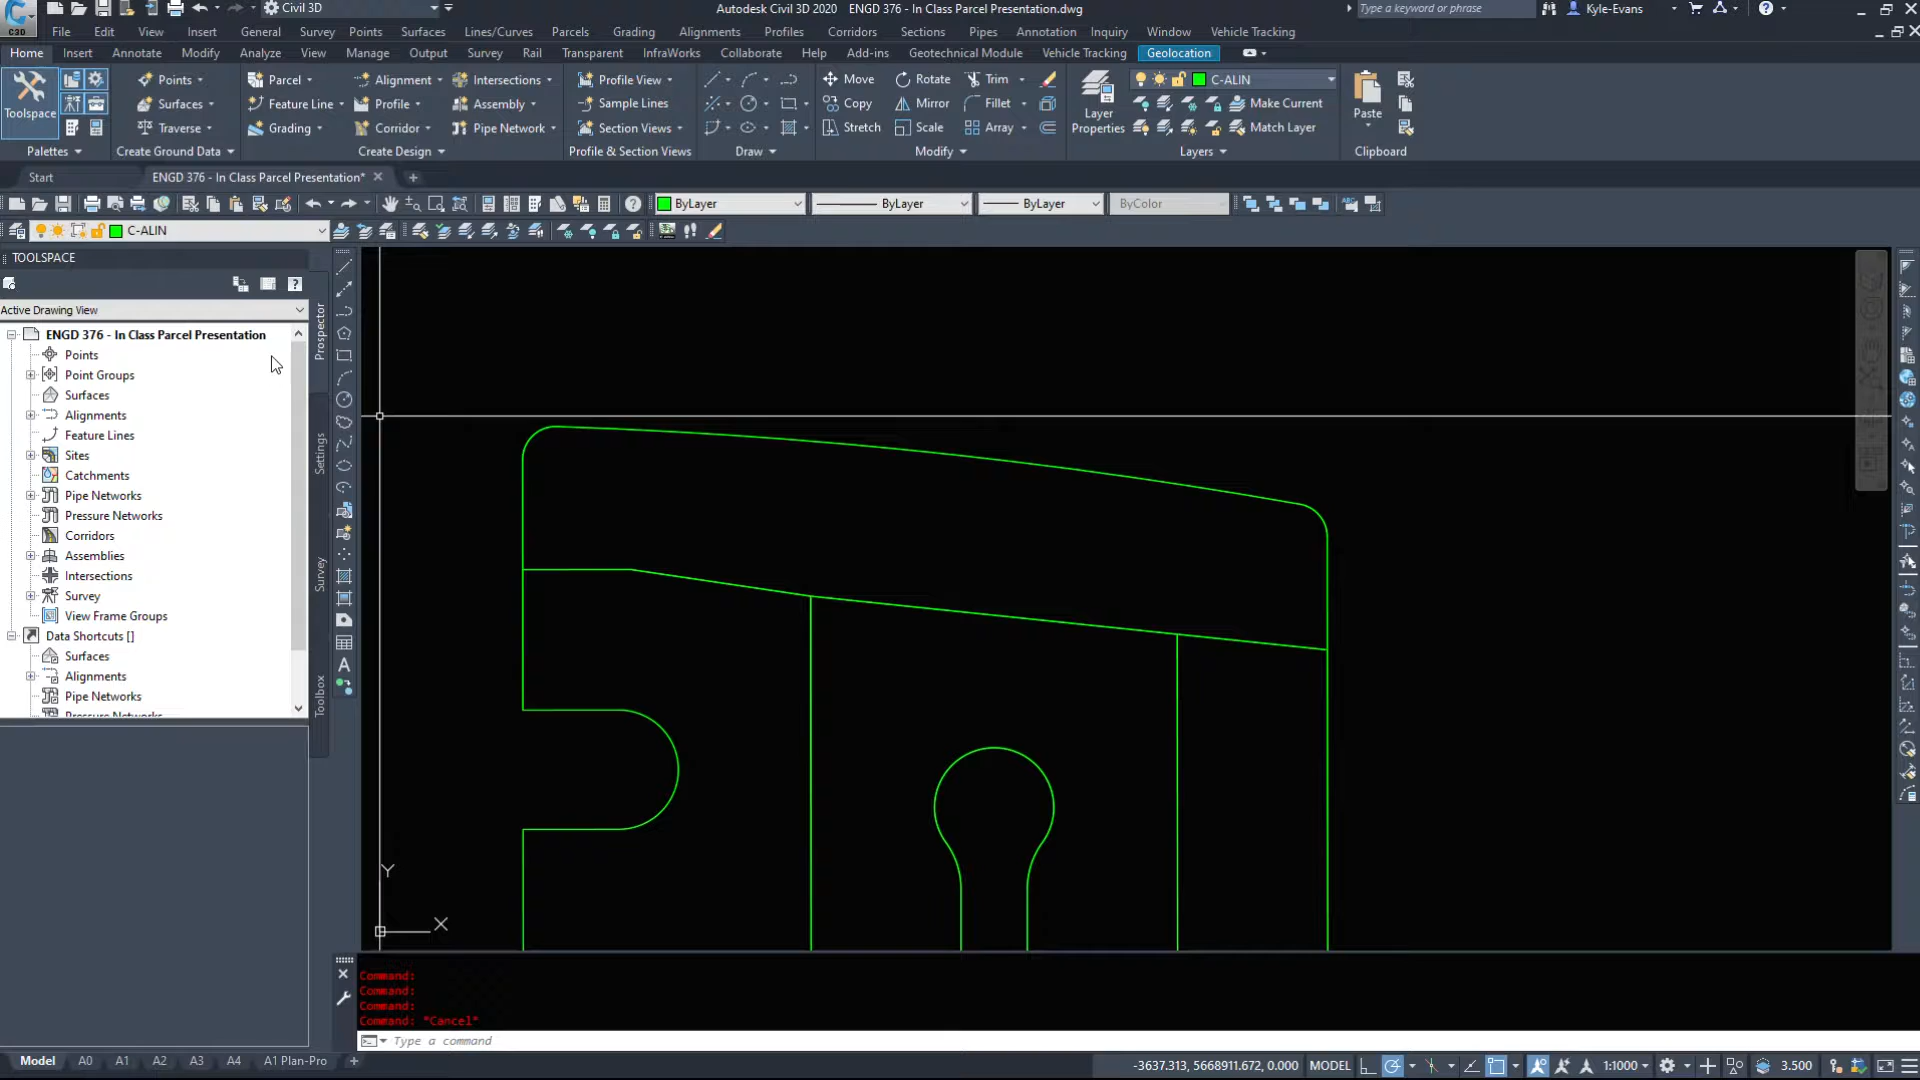 C3D
Civil 3D
Autodesk Civil 3D 2020 ENGD 376 - In Class Parcel Presentation.dwg
Type a keyword or phrase
Kyle-Evans
File Edit View Insert General Survey Points Surfaces Lines/Curves Parcels Grading Alignments Profiles Corridors Sections Pipes Annotation Inquiry Window Vehicle Tracking
Home Insert Annotate Modify Analyze View Manage Output Survey Rail Transparent InfraWorks Collaborate Help Add-ins Geotechnical Module Vehicle Tracking Geolocation
Points Parcel Alignment Intersections Profile View Move Rotate Trim C-ALIN
Toolspace Surfaces Feature Line Profile Assembly Sample Lines Copy Mirror Fillet Layer Properties Make Current Paste
Traverse Grading Corridor Pipe Network Section Views Stretch Scale Array Match Layer
Palettes Create Ground Data Create Design Profile & Section Views Draw Modify Layers Clipboard
Start ENGD 376 - In Class Parcel Presentation*
ByLayer ByLayer ByLayer ByColor
C-ALIN
TOOLSPACE
Active Drawing View
ENGD 376 - In Class Parcel Presentation
Points
Point Groups
Surfaces
Alignments
Feature Lines
Sites
Catchments
Pipe Networks
Pressure Networks
Corridors
Assemblies
Intersections
Survey
View Frame Groups
Data Shortcuts []
Surfaces
Alignments
Pipe Networks
Pressure Networks
Prospector
Settings
Survey
Toolbox
Y
X
Command:
Command:
Command:
Command: *Cancel*
Type a command
Model A0 A1 A2 A3 A4 A1 Plan-Pro
-3637.313, 5668911.672, 0.000 MODEL 1:1000 3.500